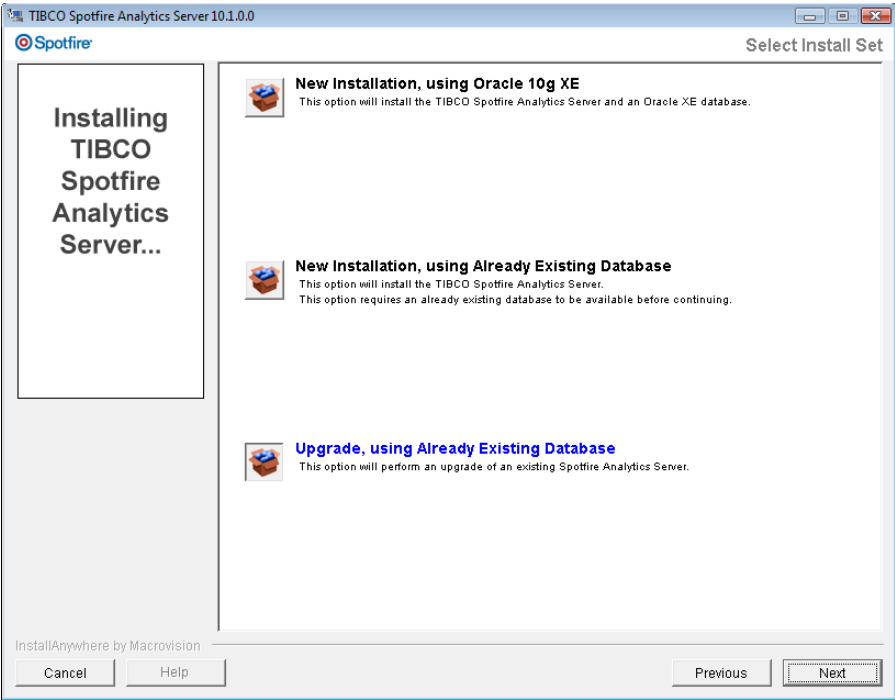 TIBCO Spotfire Analytics Server 10.1.0.0
Spotfire
Select Install Set
Installing
TIBCO
Spotfire
Analytics
Server...
New Installation, using Oracle 10g XE
This option will install the TIBCO Spotfire Analytics Server and an Oracle XE database.
New Installation, using Already Existing Database
This option will install the TIBCO Spotfire Analytics Server.
This option requires an already existing database to be available before continuing.
Upgrade, using Already Existing Database
This option will perform an upgrade of an existing Spotfire Analytics Server.
InstallAnywhere by Macrovision
Cancel Help Previous Next